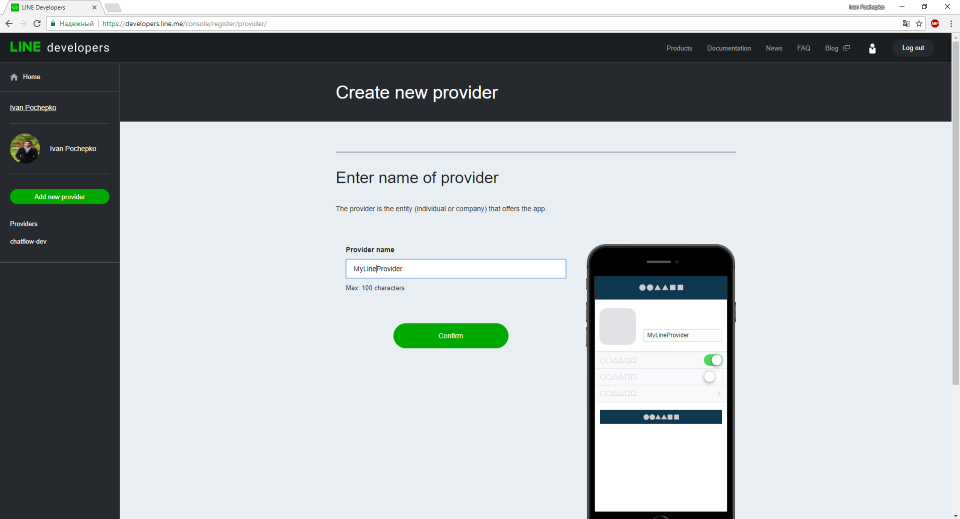 LINE Developers
Ivan Pochepko
Надежный
https://developers.line.me/console/register/provider/
LINE developers
Products
Documentation
News
FAQ
Blog
Log out
Home
Ivan Pochepko
Ivan Pochepko
Add new provider
Providers
chatflow-dev
Create new provider
Enter name of provider
The provider is the entity (individual or company) that offers the app.
Provider name
MyLineProvider
Max: 100 characters
Confirm
MyLineProvider